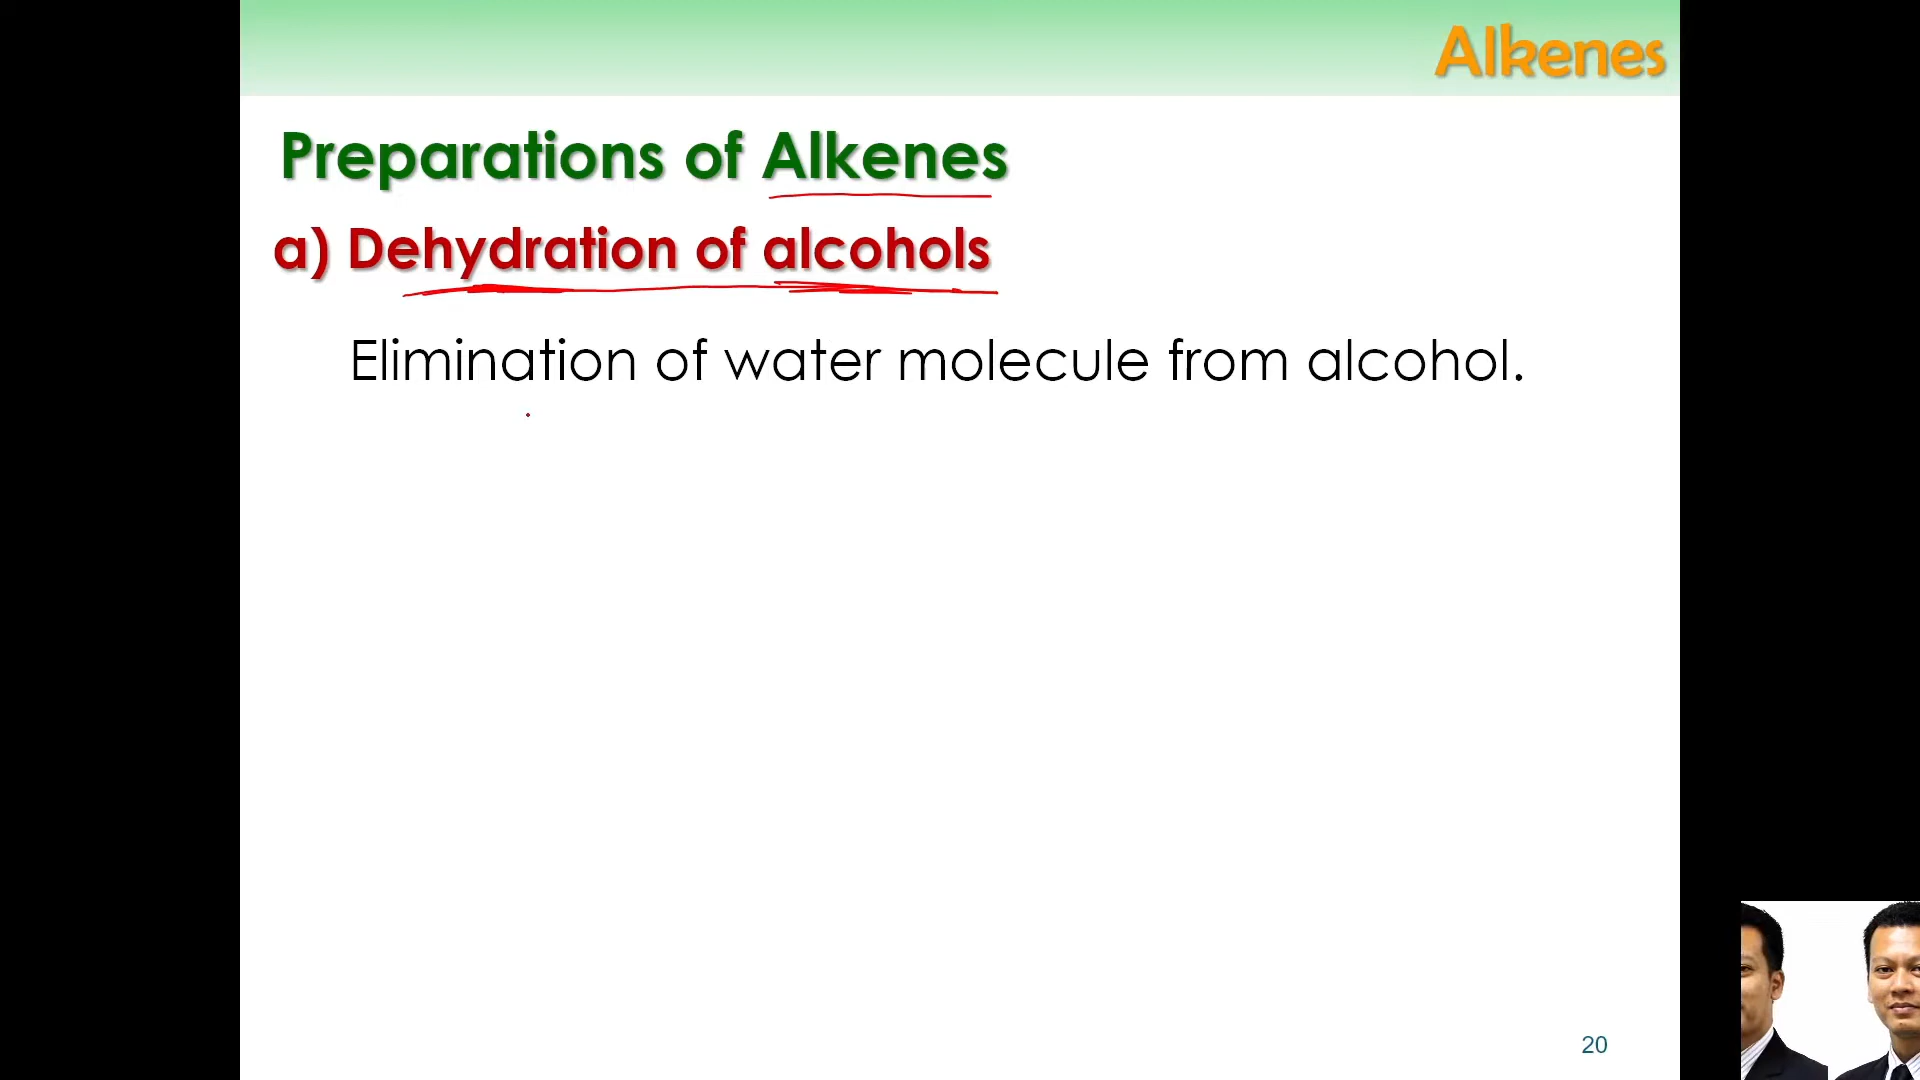 Alkenes
Preparations of Alkenes
a) Dehydration of alcohols
Elimination of water molecule from alcohol.
20